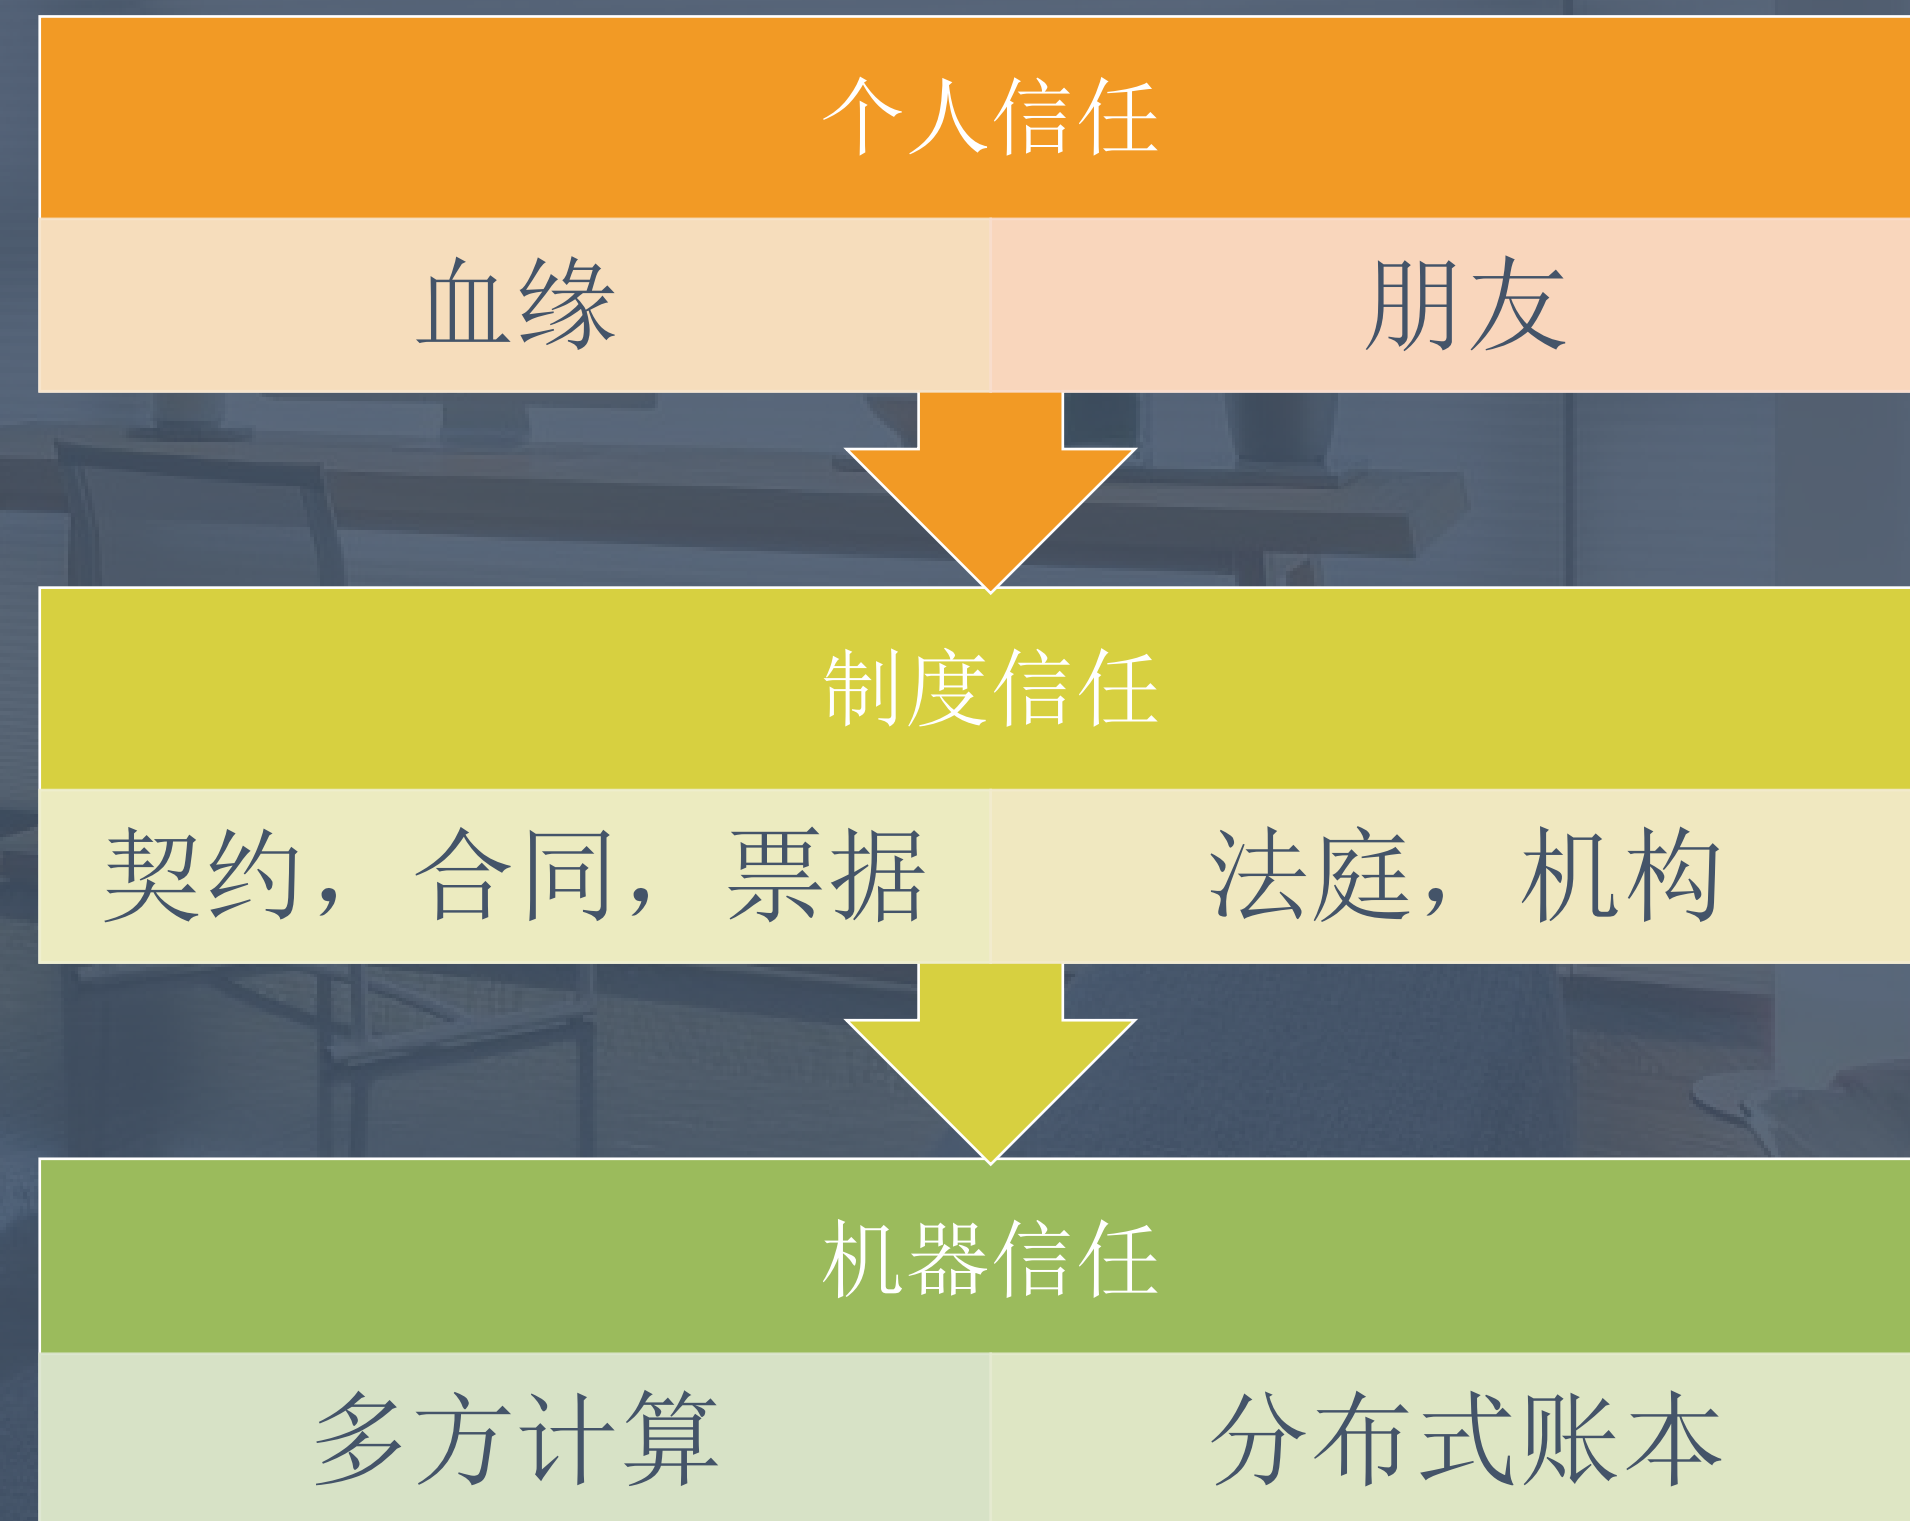 个人信任
血缘
朋友
制度信任
契约，合同，票据
法庭，机构
机器信任
多方计算
分布式账本